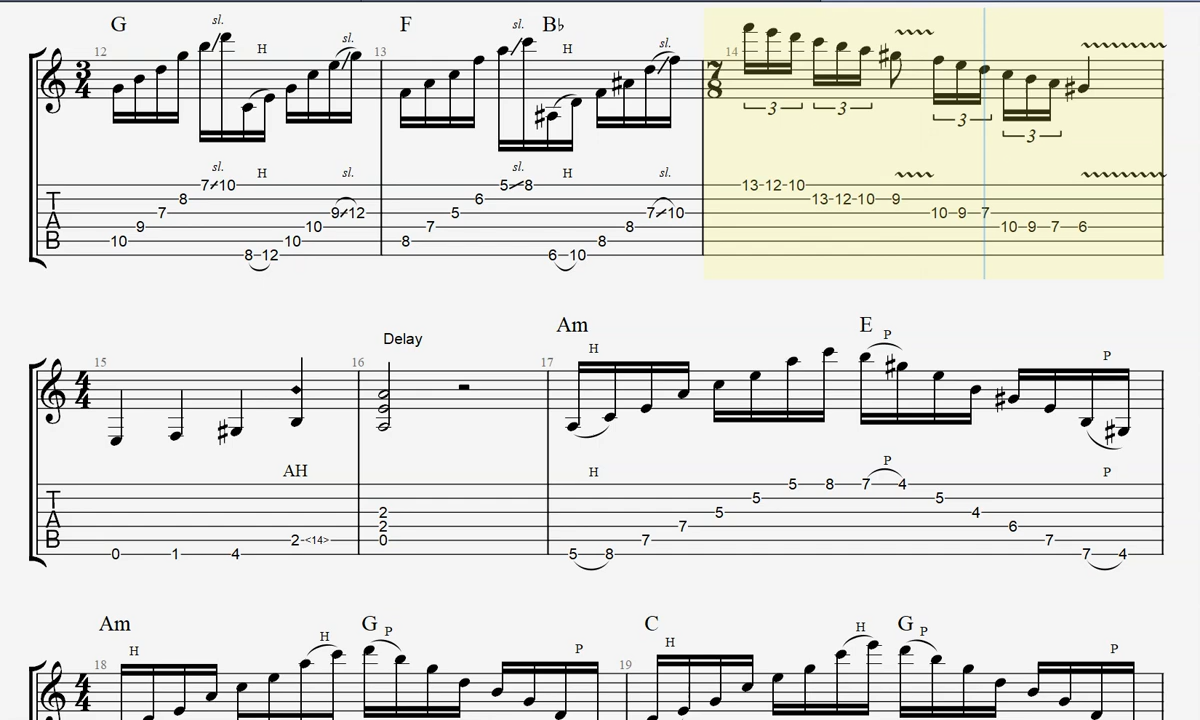 G sl. F sl. B♭
12 H sl. 13 H sl. 14
3 4 7 8
3 3 3 3
sl. H sl. sl. H sl.
T A B
7 10 5 8 13-12-10
8 6 13-12-10 9
7 9 12 5 7 10 10-9-7
9 10 7 8 10-9-7 6
10 10 8 8
8-12 6-10
Delay Am E
15 16 17 H P P
4 4
AH H P P
T A B
5 8 7 4
5 5
2 5 4
2 7 6
2-<14> 0 7 7
0 1 4 5 8 7 4
Am G C G
18 H H P P 19 H H P P
4 4